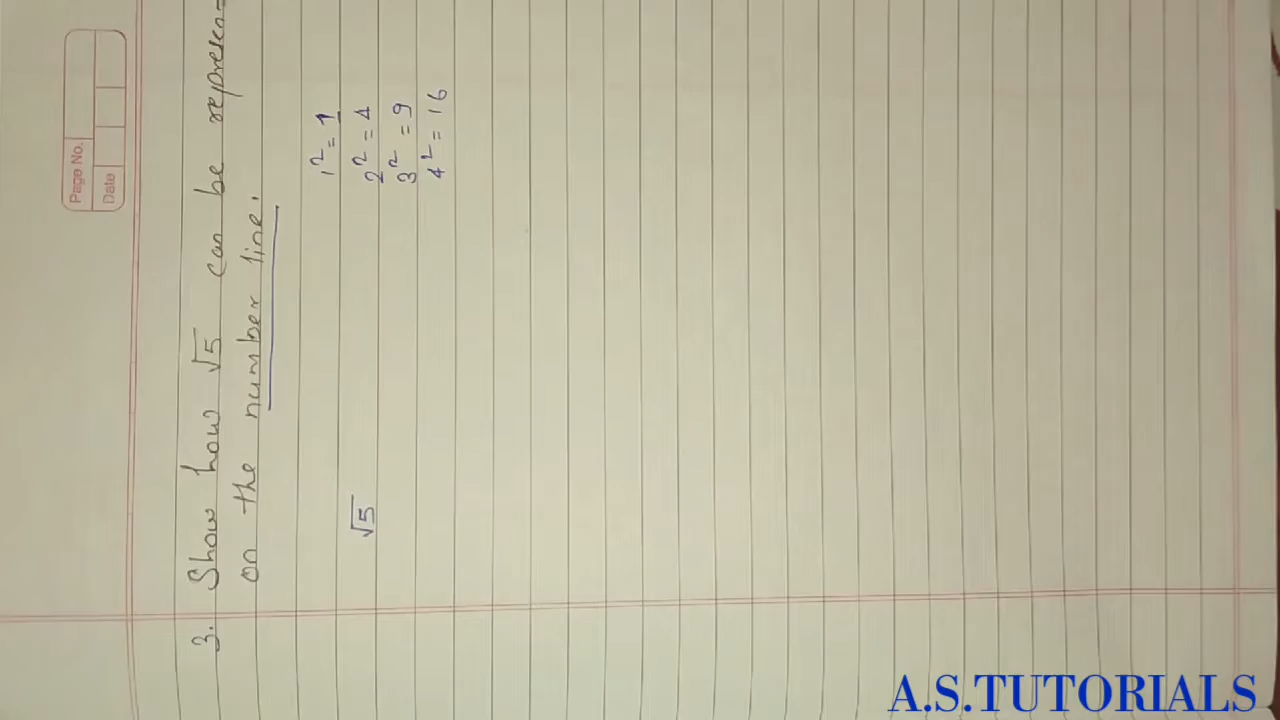 Page No.
Date
3. Show how √5 can be represen-
on the number line.
1² = 1
√5 2² = 4
3² = 9
4² = 16
A.S.TUTORIALS